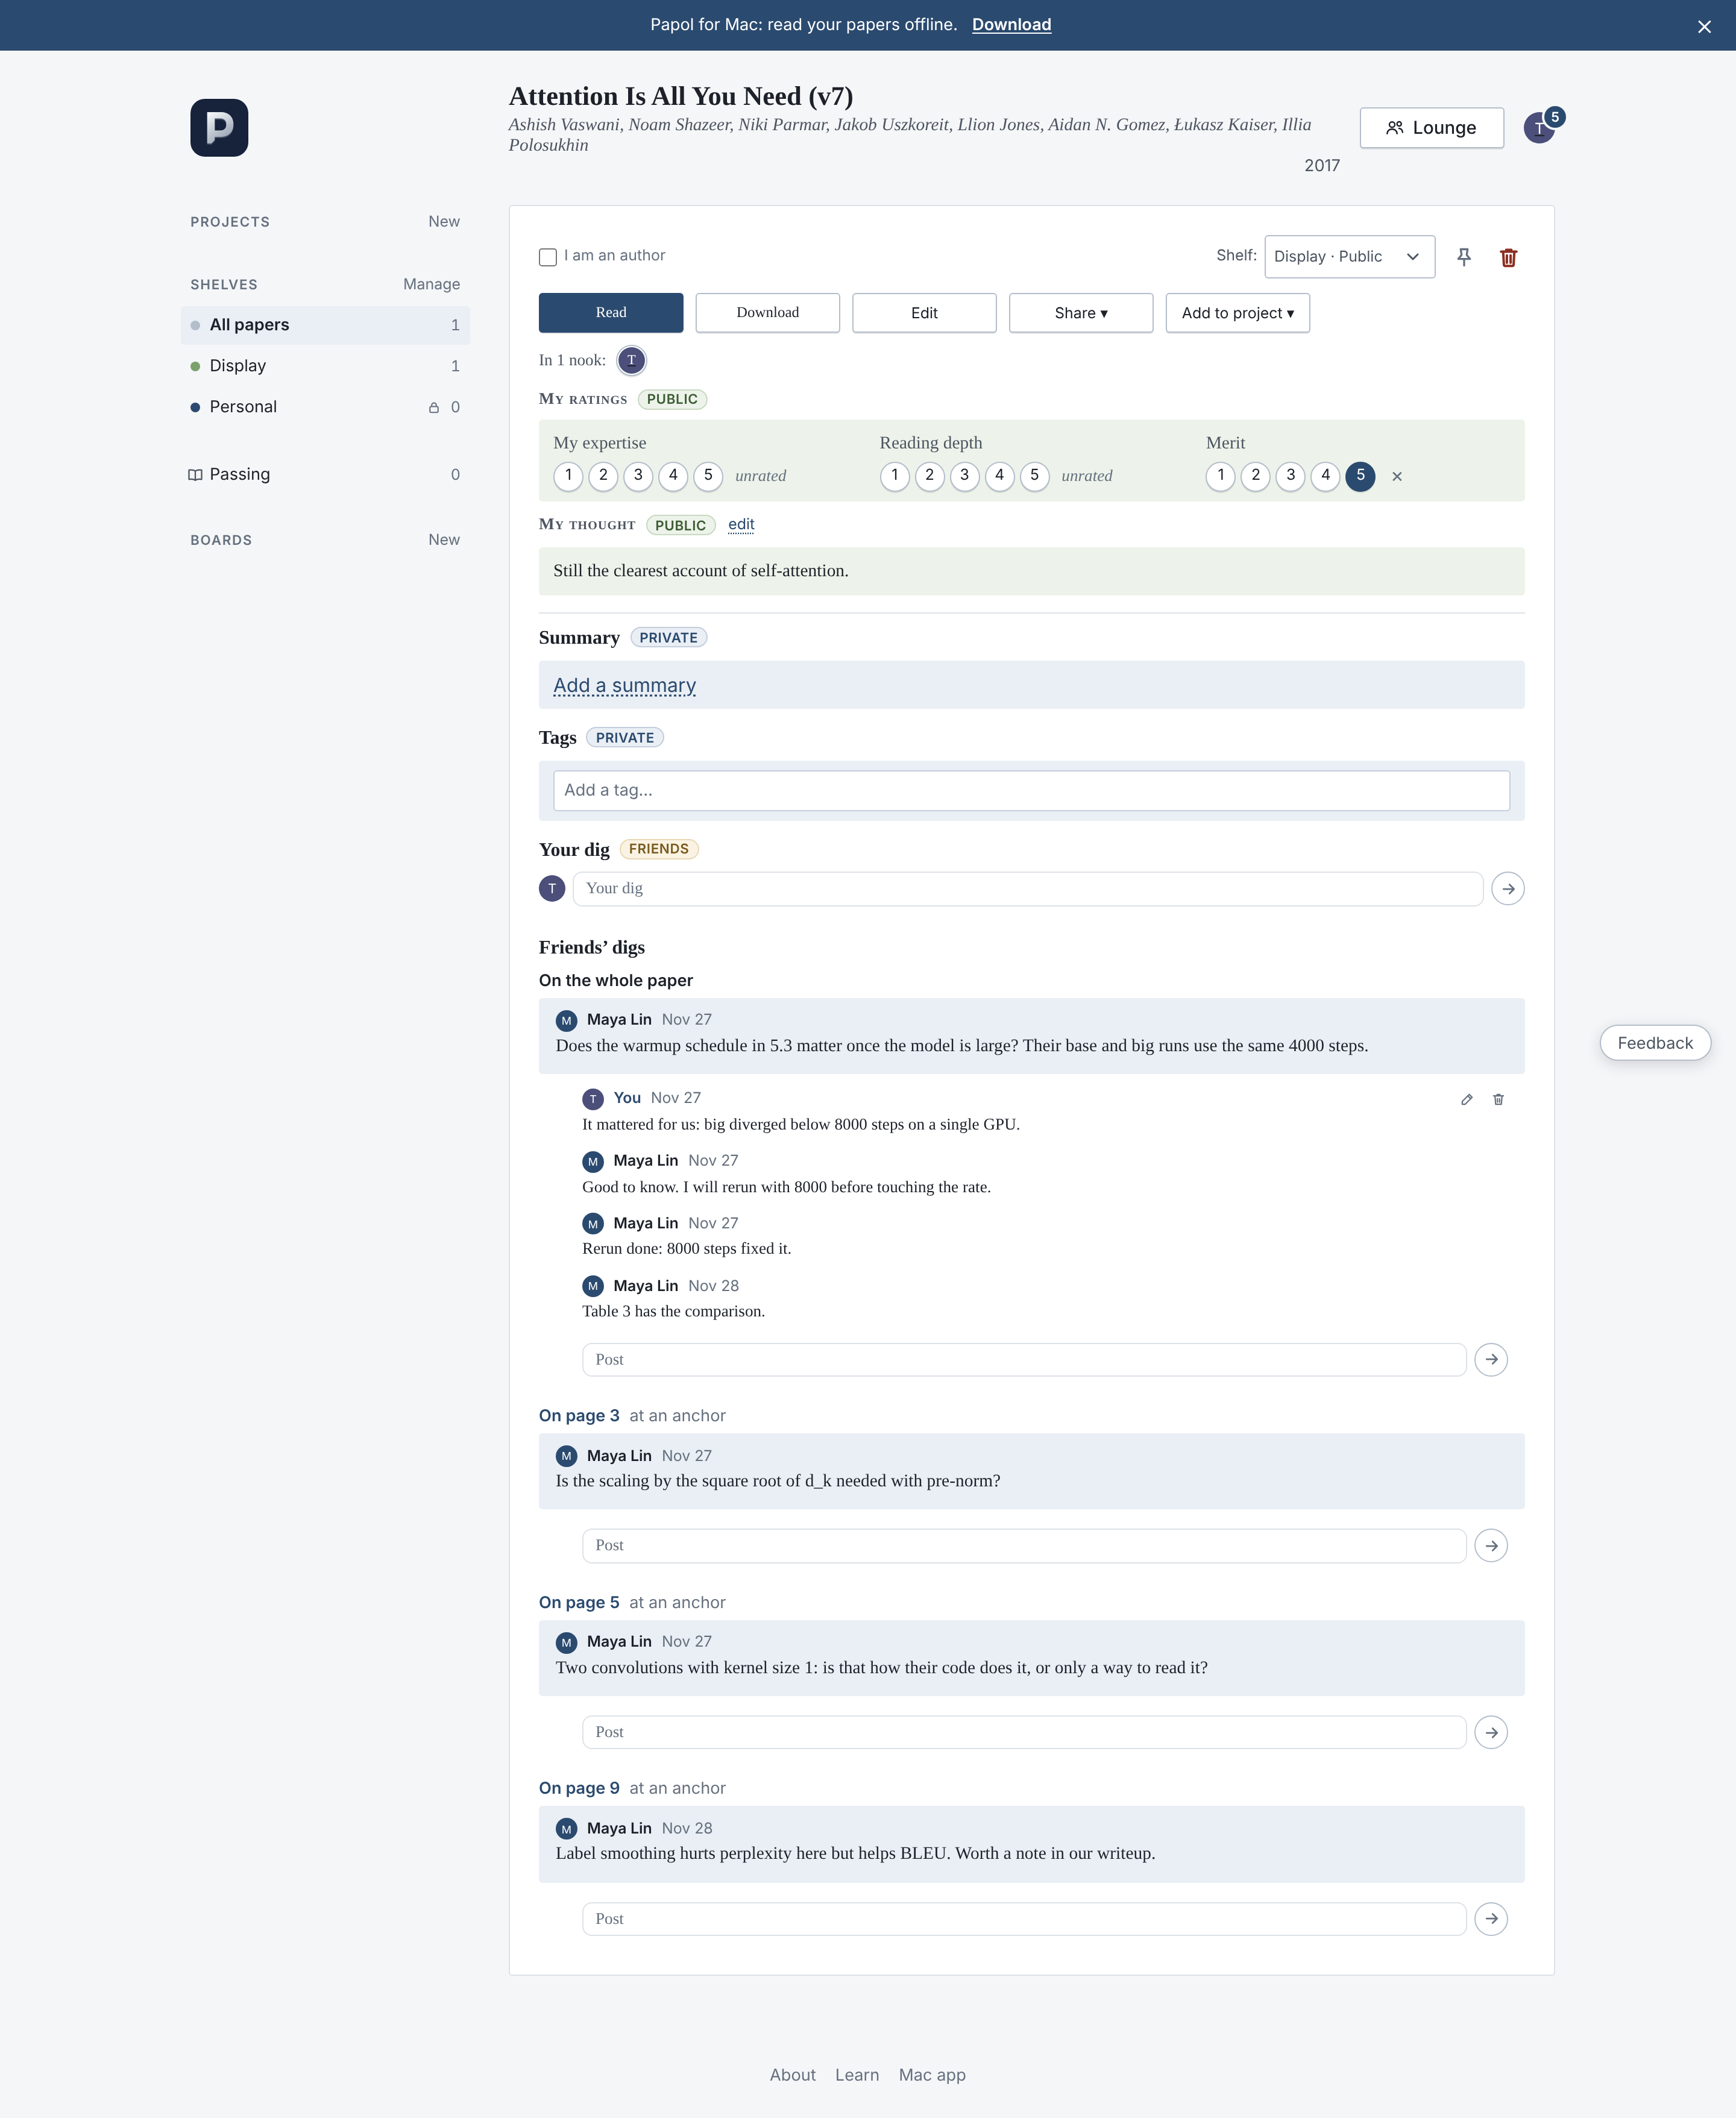 Papol for Mac: read your papers offline. Download
P
Attention Is All You Need (v7)
Ashish Vaswani, Noam Shazeer, Niki Parmar, Jakob Uszkoreit, Llion Jones, Aidan N. Gomez, Łukasz Kaiser, Illia
Polosukhin
2017
Lounge
T 5
PROJECTS New
SHELVES Manage
All papers 1
Display 1
Personal 0
Passing 0
BOARDS New
I am an author
Shelf: Display · Public
Read Download Edit Share ▾ Add to project ▾
In 1 nook: T
My ratings PUBLIC
My expertise Reading depth Merit
1 2 3 4 5 unrated 1 2 3 4 5 unrated 1 2 3 4 5 ×
My thought PUBLIC edit
Still the clearest account of self-attention.
Summary PRIVATE
Add a summary
Tags PRIVATE
Add a tag...
Your dig FRIENDS
T Your dig
Friends’ digs
On the whole paper
M Maya Lin Nov 27
Does the warmup schedule in 5.3 matter once the model is large? Their base and big runs use the same 4000 steps.
T You Nov 27
It mattered for us: big diverged below 8000 steps on a single GPU.
M Maya Lin Nov 27
Good to know. I will rerun with 8000 before touching the rate.
M Maya Lin Nov 27
Rerun done: 8000 steps fixed it.
M Maya Lin Nov 28
Table 3 has the comparison.
Post
On page 3 at an anchor
M Maya Lin Nov 27
Is the scaling by the square root of d_k needed with pre-norm?
Post
On page 5 at an anchor
M Maya Lin Nov 27
Two convolutions with kernel size 1: is that how their code does it, or only a way to read it?
Post
On page 9 at an anchor
M Maya Lin Nov 28
Label smoothing hurts perplexity here but helps BLEU. Worth a note in our writeup.
Post
Feedback
About Learn Mac app